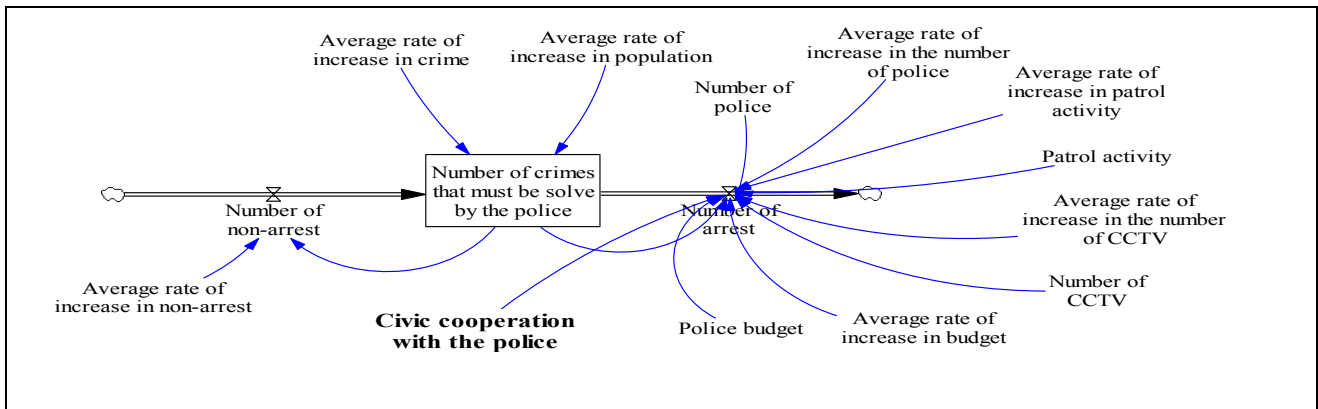 Average rate of
increase in crime
Average rate of
increase in population
Average rate of
increase in the number
of police
Number of
police
Average rate of
increase in patrol
activity
Patrol activity
Number of crimes
that must be solve
by the police
Number of
non-arrest
Number of
arrest
Average rate of
increase in the number
of CCTV
Average rate of
increase in non-arrest
Civic cooperation
with the police
Police budget
Average rate of
increase in budget
Number of
CCTV